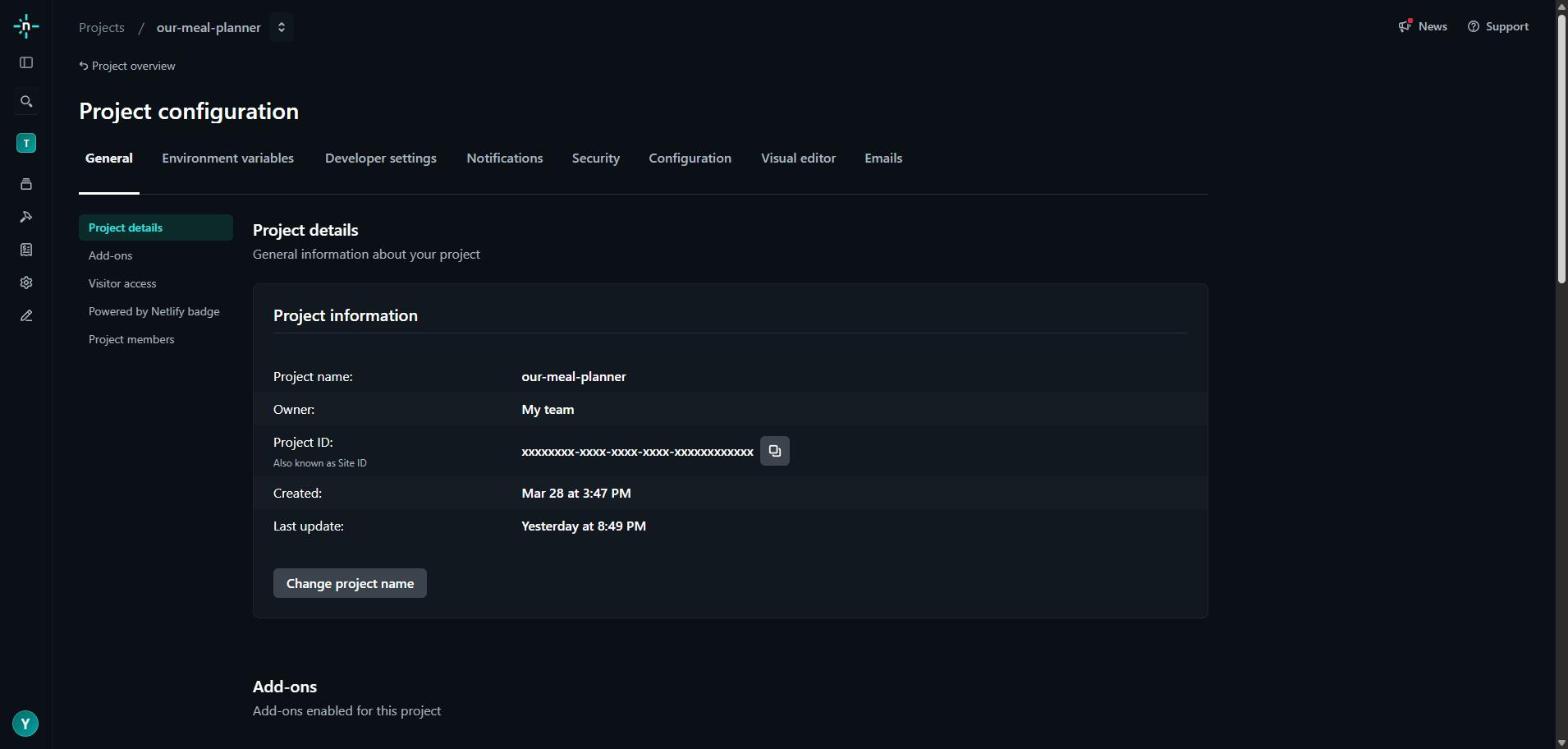 Projects / our-meal-planner
News
Support
Project overview
Project configuration
General Environment variables Developer settings Notifications Security Configuration Visual editor Emails
T
Project details
Add-ons
Visitor access
Powered by Netlify badge
Project members
Project details
General information about your project
Project information
Project name: our-meal-planner
Owner: My team
Project ID: xxxxxxxx-xxxx-xxxx-xxxx-xxxxxxxxxxxx
Also known as Site ID
Created: Mar 28 at 3:47 PM
Last update: Yesterday at 8:49 PM
Change project name
Add-ons
Add-ons enabled for this project
Y